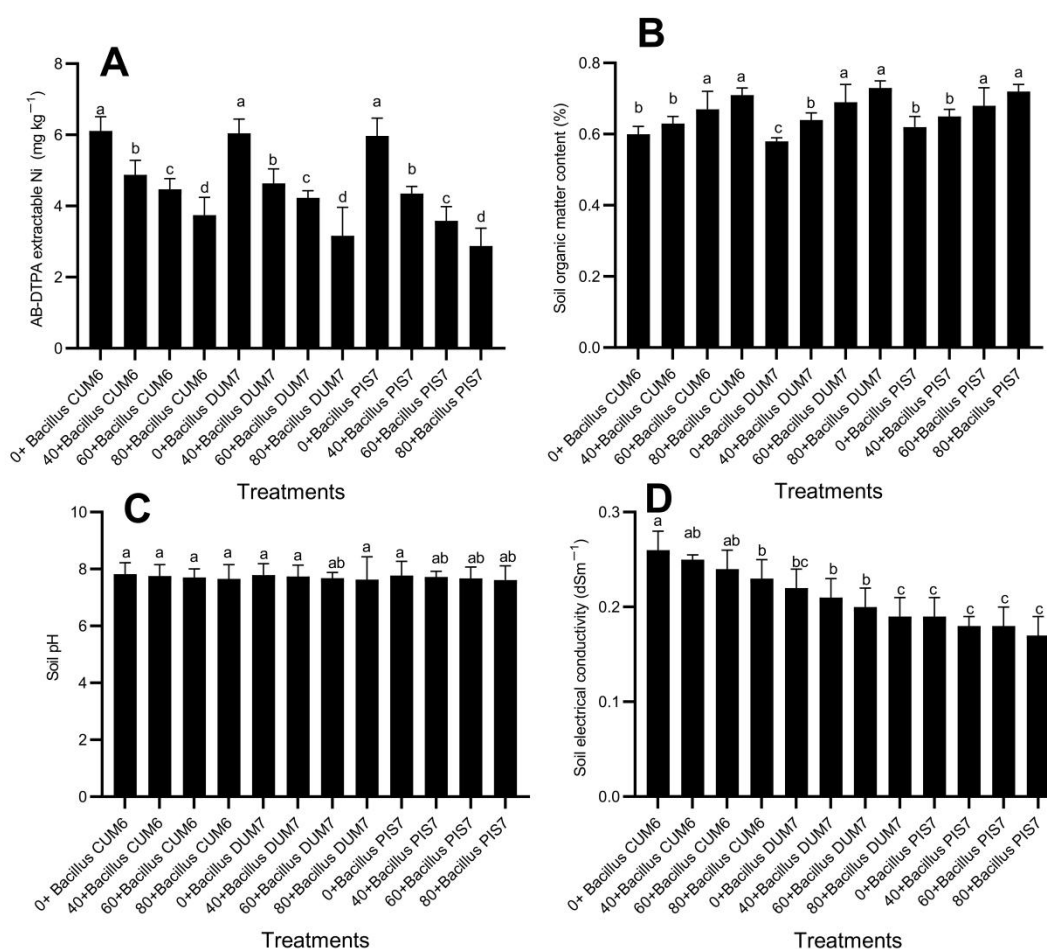 A
AB-DTPA extractable Ni (mg kg⁻¹)
8
6
4
2
0
a
b
c
d
a
b
c
d
a
b
c
d
0+ Bacillus CUM6
40+Bacillus CUM6
60+Bacillus CUM6
80+Bacillus CUM6
0+Bacillus DUM7
40+Bacillus DUM7
60+Bacillus DUM7
80+Bacillus DUM7
0+Bacillus PIS7
40+Bacillus PIS7
60+Bacillus PIS7
80+Bacillus PIS7
Treatments
B
Soil organic matter content (%)
0.8
0.6
0.4
0.2
0.0
b
b
a
a
c
b
a
a
b
b
a
a
0+ Bacillus CUM6
40+Bacillus CUM6
60+Bacillus CUM6
80+Bacillus CUM6
0+Bacillus DUM7
40+Bacillus DUM7
60+Bacillus DUM7
80+Bacillus DUM7
0+Bacillus PIS7
40+Bacillus PIS7
60+Bacillus PIS7
80+Bacillus PIS7
Treatments
C
Soil pH
10
8
6
4
2
0
a
a
a
a
a
a
ab
a
a
ab
ab
ab
0+ Bacillus CUM6
40+Bacillus CUM6
60+Bacillus CUM6
80+Bacillus CUM6
0+Bacillus DUM7
40+Bacillus DUM7
60+Bacillus DUM7
80+Bacillus DUM7
0+Bacillus PIS7
40+Bacillus PIS7
60+Bacillus PIS7
80+Bacillus PIS7
Treatments
D
Soil electrical conductivity (dSm⁻¹)
0.3
0.2
0.1
0.0
a
ab
ab
b
bc
b
b
c
c
c
c
c
0+ Bacillus CUM6
40+Bacillus CUM6
60+Bacillus CUM6
80+Bacillus CUM6
0+Bacillus DUM7
40+Bacillus DUM7
60+Bacillus DUM7
80+Bacillus DUM7
0+Bacillus PIS7
40+Bacillus PIS7
60+Bacillus PIS7
80+Bacillus PIS7
Treatments